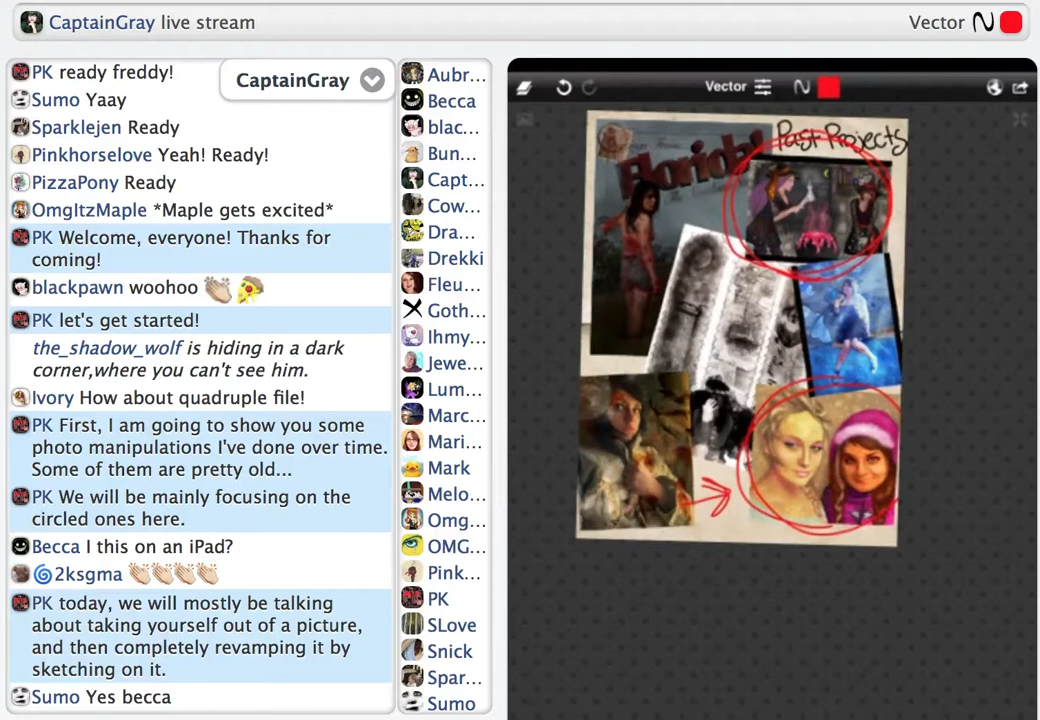 CaptainGray live stream
Vector
PK ready freddy!
CaptainGray
Sumo Yaay
Sparklejen Ready
Pinkhorselove Yeah! Ready!
PizzaPony Ready
OmgItzMaple *Maple gets excited*
PK Welcome, everyone! Thanks for
coming!
blackpawn woohoo 👏 🍕
PK let's get started!
the_shadow_wolf is hiding in a dark
corner,where you can't see him.
Ivory How about quadruple file!
PK First, I am going to show you some
photo manipulations I've done over time.
Some of them are pretty old...
PK We will be mainly focusing on the
circled ones here.
Becca I this on an iPad?
🌀2ksgma 👏👏👏👏
PK today, we will mostly be talking
about taking yourself out of a picture,
and then completely revamping it by
sketching on it.
Sumo Yes becca
Aubr...
Becca
blac...
Bun...
Capt...
Cow...
Dra...
Drekki
Fleu...
Goth...
Ihmy...
Jewe...
Lum...
Marc...
Mari...
Mark
Melo...
Omg...
OMG...
Pink...
PK
SLove
Snick
Spar...
Sumo
Vector
Past Projects
Florida!